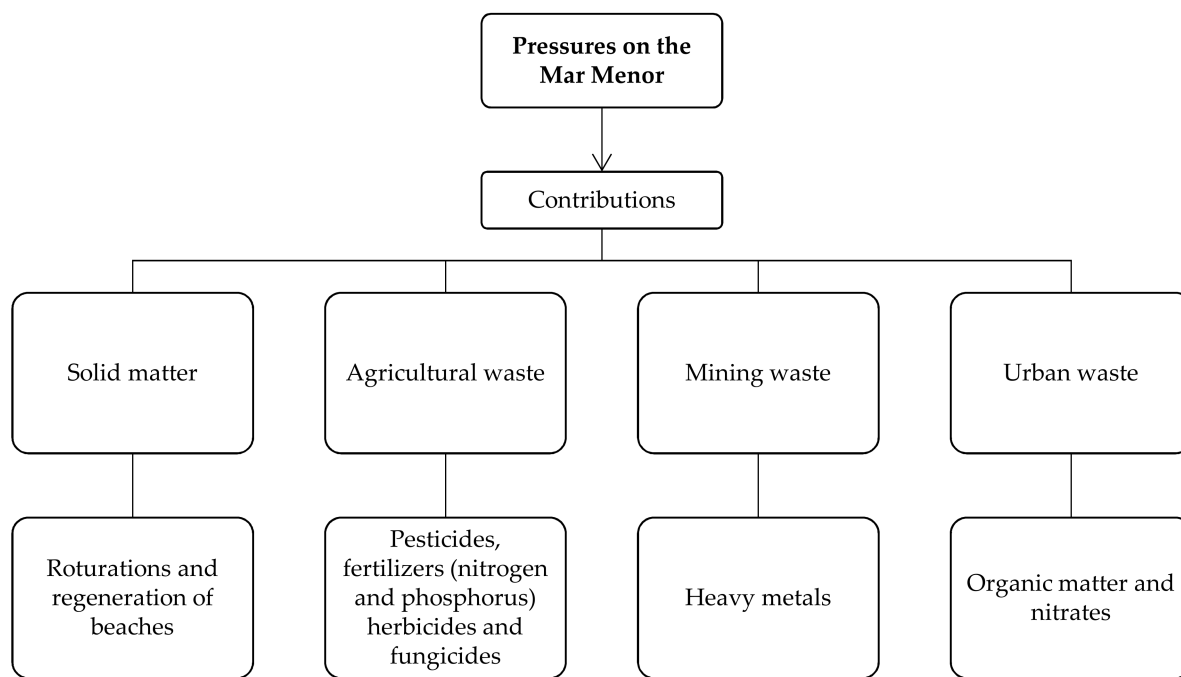 Pressures on the
Mar Menor
Contributions
Solid matter
Agricultural waste
Mining waste
Urban waste
Roturations and
regeneration of
beaches
Pesticides,
fertilizers (nitrogen
and phosphorus)
herbicides and
fungicides
Heavy metals
Organic matter and
nitrates